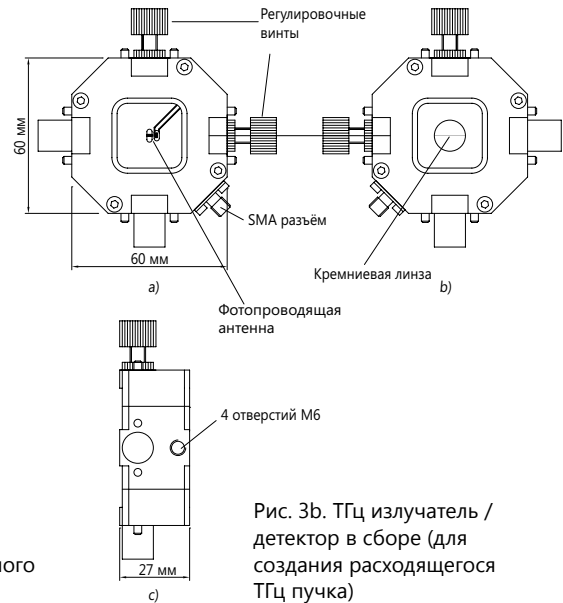 Регулировочные
винты
60 мм
SMA разъём
60 мм
Кремниевая линза
a)
b)
Фотопроводящая
антенна
4 отверстий M6
27 мм
c)
Рис. 3b. ТГц излучатель /
детектор в сборе (для
создания расходящегося
ТГц пучка)